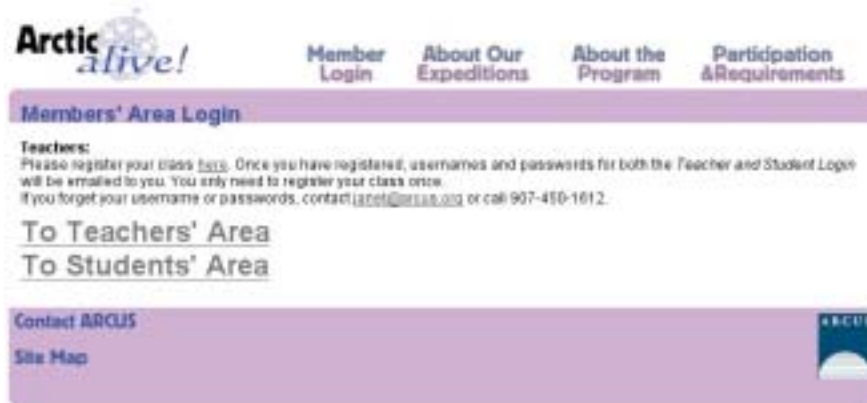 Arctic
alive!
Member Login
About Our Expeditions
About the Program
Participation &Requirements
Members' Area Login
Teachers:
Please register your class here. Once you have registered, usernames and passwords for both the Teacher and Student Login
will be emailed to you. You only need to register your class once.
If you forget your username or passwords, contact janet@arcus.org or call 907-450-1612.
To Teachers' Area
To Students' Area
Contact ARCUS
ARCUS
Site Map